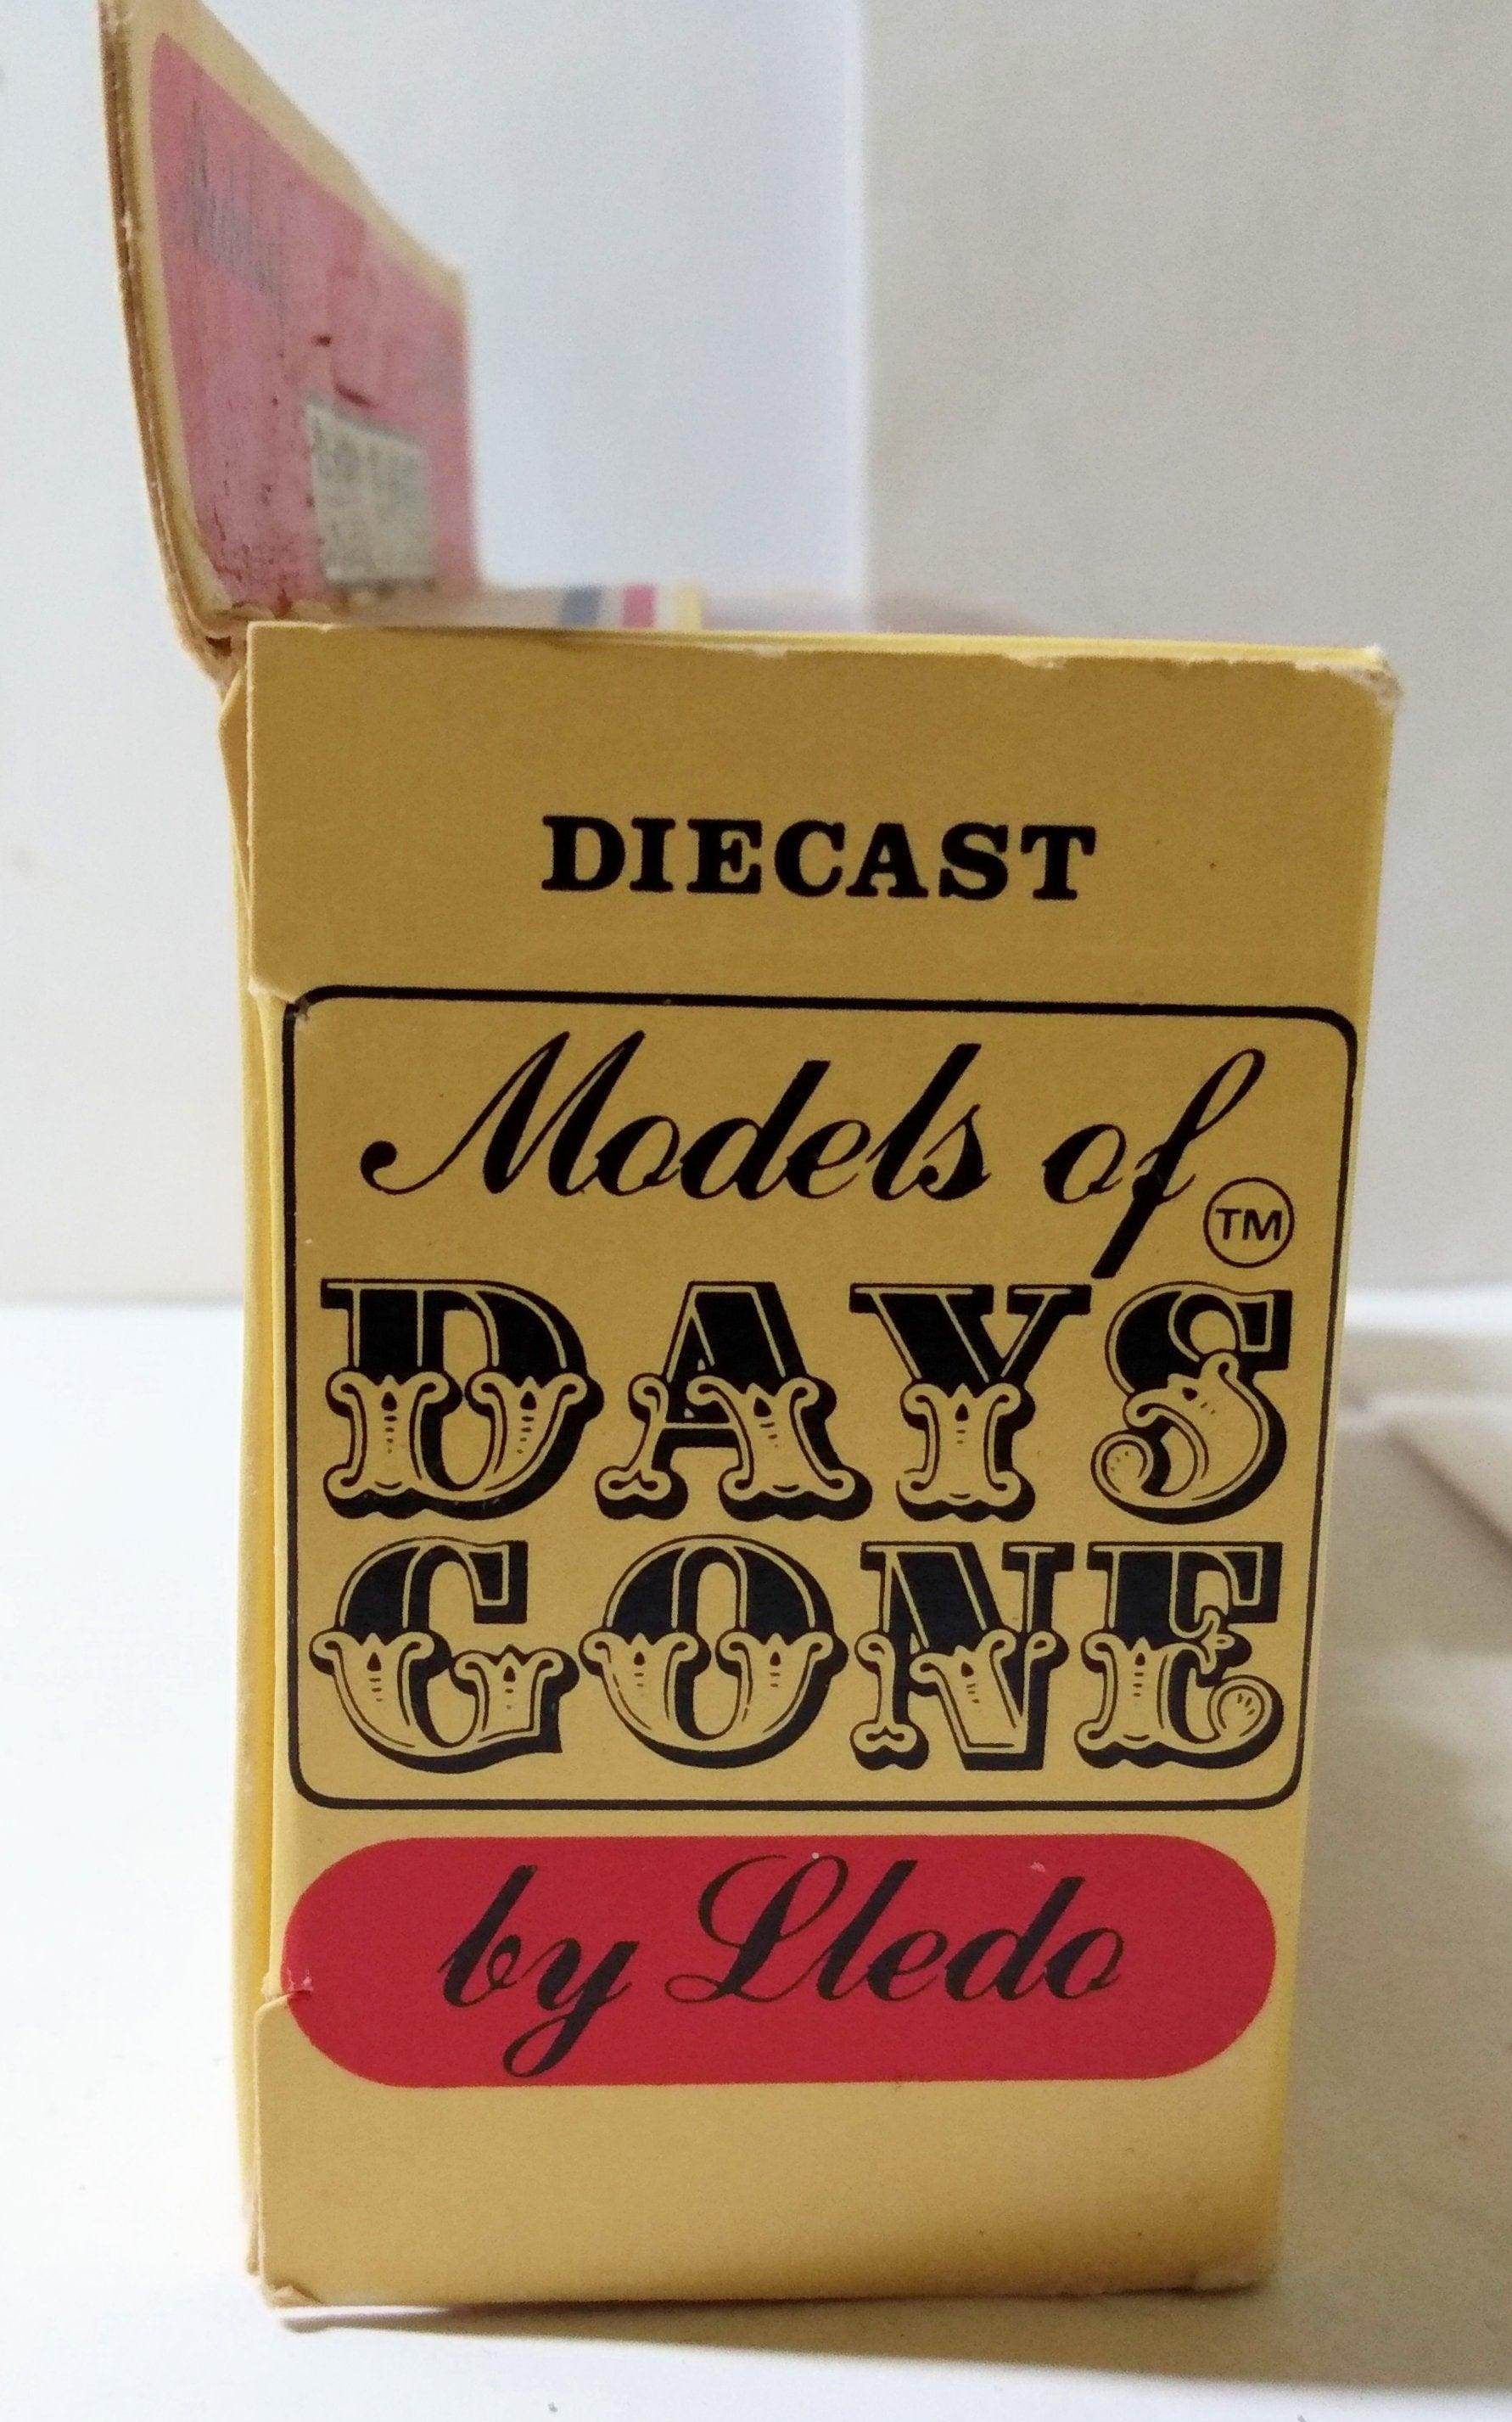 DIECAST
Models of
TM
DAYS
GONE
by Lledo